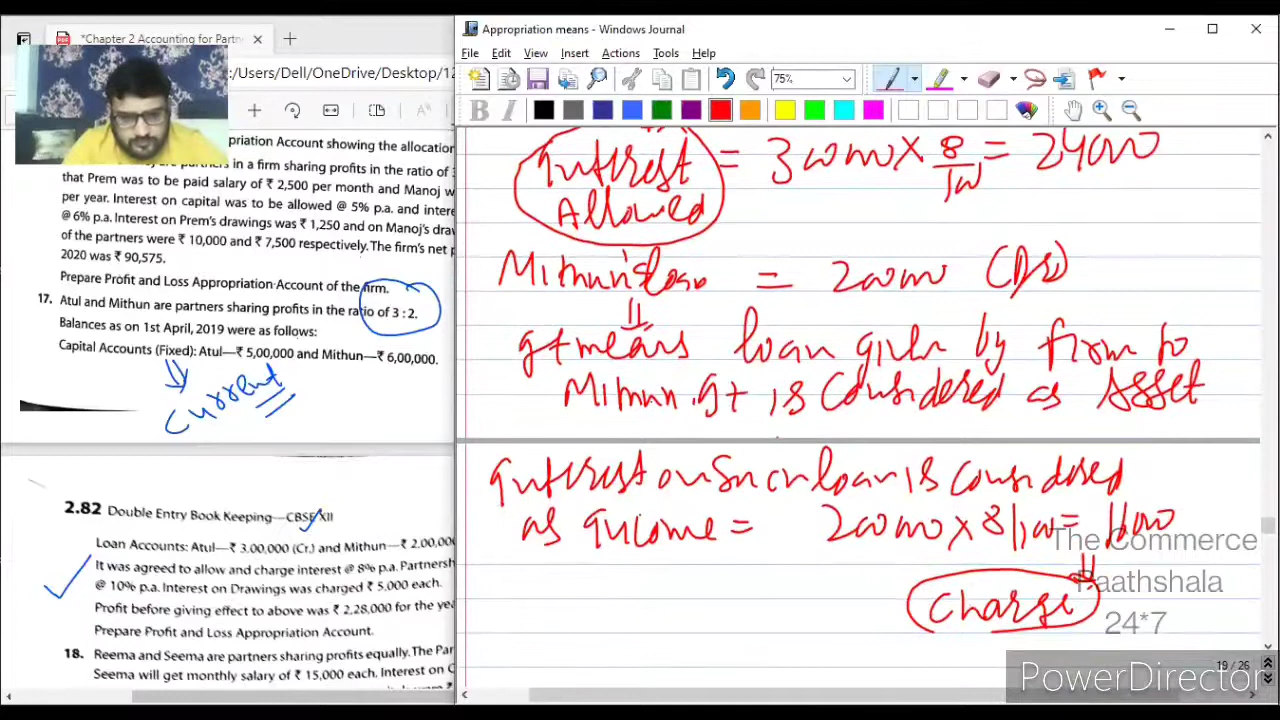 *Chapter 2 Accounting for Partn
:/Users/Dell/OneDrive/Desktop/12
ropriation Account showing the allocation
partners in a firm sharing profits in the ratio of 3
that Prem was to be paid salary of ₹ 2,500 per month and Manoj w
per year. Interest on capital was to be allowed @ 5% p.a. and intere
@ 6% p.a. Interest on Prem's drawings was ₹ 1,250 and on Manoj's draw
of the partners were ₹ 10,000 and ₹ 7,500 respectively. The firm's net p
2020 was ₹ 90,575.
Prepare Profit and Loss Appropriation Account of the firm.
17. Atul and Mithun are partners sharing profits in the ratio of 3 : 2.
Balances as on 1st April, 2019 were as follows:
Capital Accounts (Fixed): Atul—₹ 5,00,000 and Mithun—₹ 6,00,000.
Current
2.82 Double Entry Book Keeping—CBSE XII
Loan Accounts: Atul—₹ 3,00,000 (Cr.) and Mithun—₹ 2,00,00
It was agreed to allow and charge interest @ 8% p.a. Partnersh
@ 10% p.a. Interest on Drawings was charged ₹ 5,000 each.
Profit before giving effect to above was ₹ 2,28,000 for the ye
Prepare Profit and Loss Appropriation Account.
18. Reema and Seema are partners sharing profits equally. The Par
Seema will get monthly salary of ₹ 15,000 each. Interest on C
Appropriation means - Windows Journal
File Edit View Insert Actions Tools Help
75%
B I
Interest = 300000 × 8/100 = 24000
Allowed
Mithun's loan = 200000 (Dr)
It means loan given by firm to
Mithun. It is considered as Asset
Interest on such loan is considered
as Income = 200000 × 8/100 = 16000
Charge
The Commerce
Paathshala
24*7
19 / 26
PowerDirector